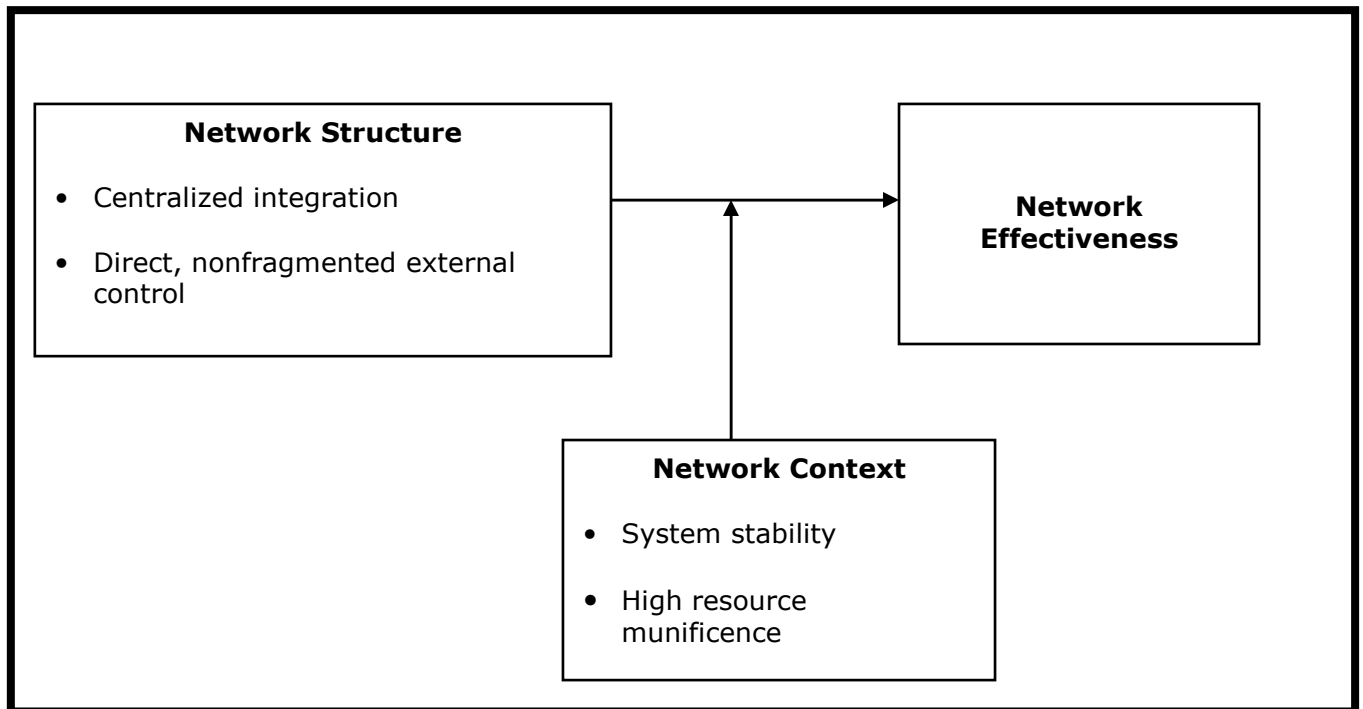 Network Structure
• Centralized integration
• Direct, nonfragmented external
control
Network
Effectiveness
Network Context
• System stability
• High resource
munificence